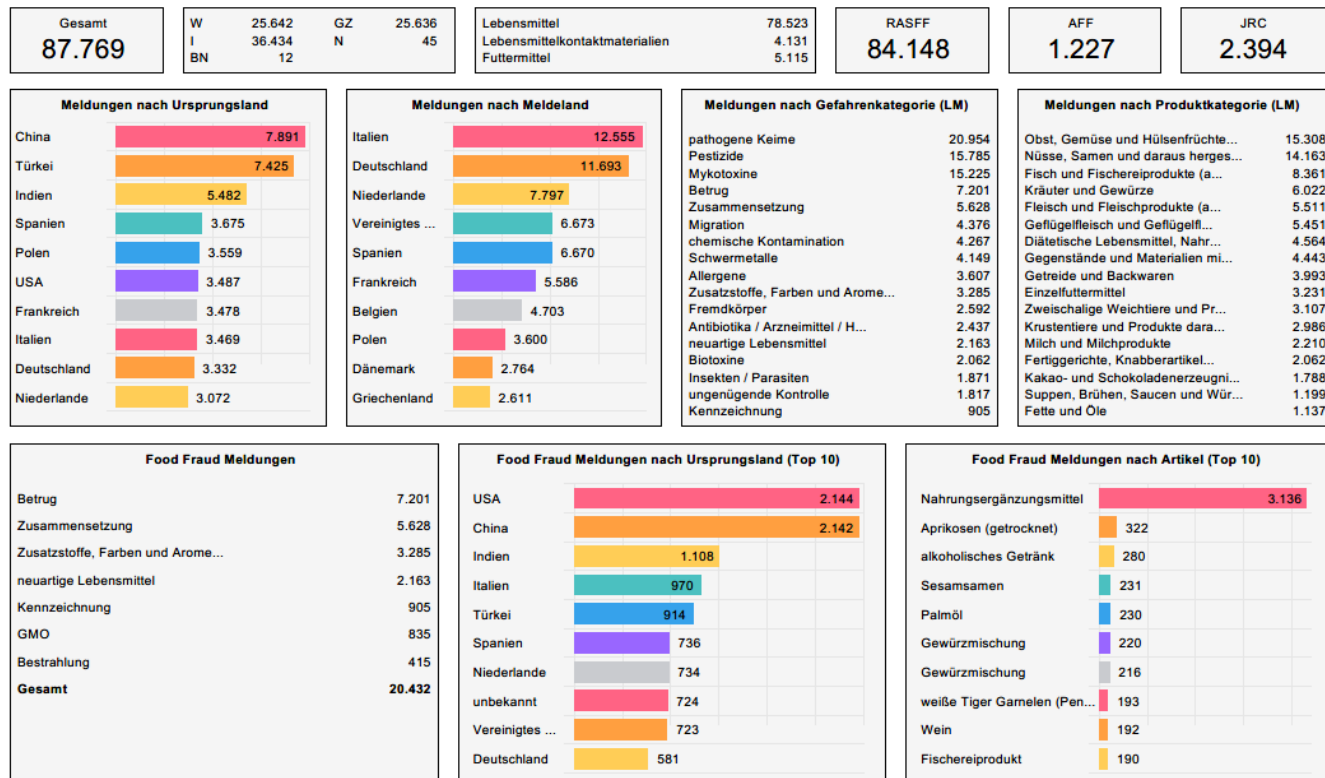 Gesamt
87.769
W 25.642 GZ 25.636
I 36.434 N 45
BN 12
Lebensmittel 78.523
Lebensmittelkontaktmaterialien 4.131
Futtermittel 5.115
RASFF
84.148
AFF
1.227
JRC
2.394
Meldungen nach Ursprungsland
China 7.891
Türkei 7.425
Indien 5.482
Spanien 3.675
Polen 3.559
USA 3.487
Frankreich 3.478
Italien 3.469
Deutschland 3.332
Niederlande 3.072
Meldungen nach Meldeland
Italien 12.555
Deutschland 11.693
Niederlande 7.797
Vereinigtes ... 6.673
Spanien 6.670
Frankreich 5.586
Belgien 4.703
Polen 3.600
Dänemark 2.764
Griechenland 2.611
Meldungen nach Gefahrenkategorie (LM)
pathogene Keime 20.954
Pestizide 15.785
Mykotoxine 15.225
Betrug 7.201
Zusammensetzung 5.628
Migration 4.376
chemische Kontamination 4.267
Schwermetalle 4.149
Allergene 3.607
Zusatzstoffe, Farben und Arome... 3.285
Fremdkörper 2.592
Antibiotika / Arzneimittel / H... 2.437
neuartige Lebensmittel 2.163
Biotoxine 2.062
Insekten / Parasiten 1.871
ungenügende Kontrolle 1.817
Kennzeichnung 905
Meldungen nach Produktkategorie (LM)
Obst, Gemüse und Hülsenfrüchte... 15.308
Nüsse, Samen und daraus herges... 14.163
Fisch und Fischereiprodukte (a... 8.361
Kräuter und Gewürze 6.022
Fleisch und Fleischprodukte (a... 5.511
Geflügelfleisch und Geflügelfl... 5.451
Diätetische Lebensmittel, Nahr... 4.564
Gegenstände und Materialien mi... 4.443
Getreide und Backwaren 3.993
Einzelfuttermittel 3.231
Zweischalige Weichtiere und Pr... 3.107
Krustentiere und Produkte dara... 2.986
Milch und Milchprodukte 2.210
Fertiggerichte, Knabberartikel... 2.062
Kakao- und Schokoladenerzeugni... 1.788
Suppen, Brühen, Saucen und Wür... 1.199
Fette und Öle 1.137
Food Fraud Meldungen
Betrug 7.201
Zusammensetzung 5.628
Zusatzstoffe, Farben und Arome... 3.285
neuartige Lebensmittel 2.163
Kennzeichnung 905
GMO 835
Bestrahlung 415
Gesamt 20.432
Food Fraud Meldungen nach Ursprungsland (Top 10)
USA 2.144
China 2.142
Indien 1.108
Italien 970
Türkei 914
Spanien 736
Niederlande 734
unbekannt 724
Vereinigtes ... 723
Deutschland 581
Food Fraud Meldungen nach Artikel (Top 10)
Nahrungsergänzungsmittel 3.136
Aprikosen (getrocknet) 322
alkoholisches Getränk 280
Sesamsamen 231
Palmöl 230
Gewürzmischung 220
Gewürzmischung 216
weiße Tiger Garnelen (Pen... 193
Wein 192
Fischereiprodukt 190